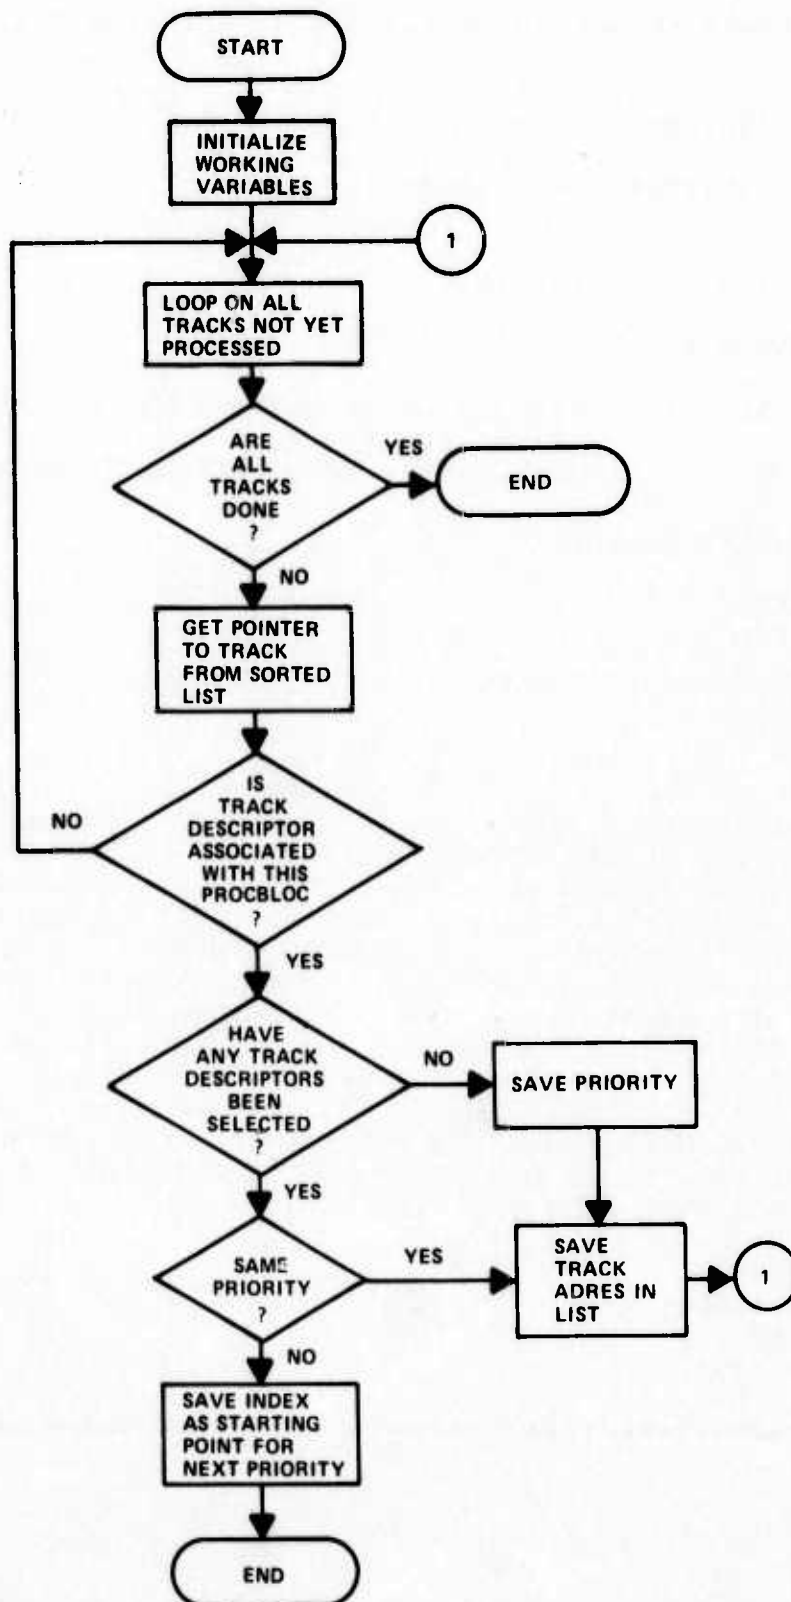 START
INITIALIZE
WORKING
VARIABLES
1
LOOP ON ALL
TRACKS NOT YET
PROCESSED
ARE
ALL
TRACKS
DONE
?
YES
END
NO
GET POINTER
TO TRACK
FROM SORTED
LIST
IS
TRACK
DESCRIPTOR
ASSOCIATED
WITH THIS
PROCBLOC
?
NO
YES
HAVE
ANY TRACK
DESCRIPTORS
BEEN
SELECTED
?
NO
SAVE PRIORITY
YES
SAME
PRIORITY
?
YES
SAVE
TRACK
ADRES IN
LIST
1
NO
SAVE INDEX
AS STARTING
POINT FOR
NEXT PRIORITY
END